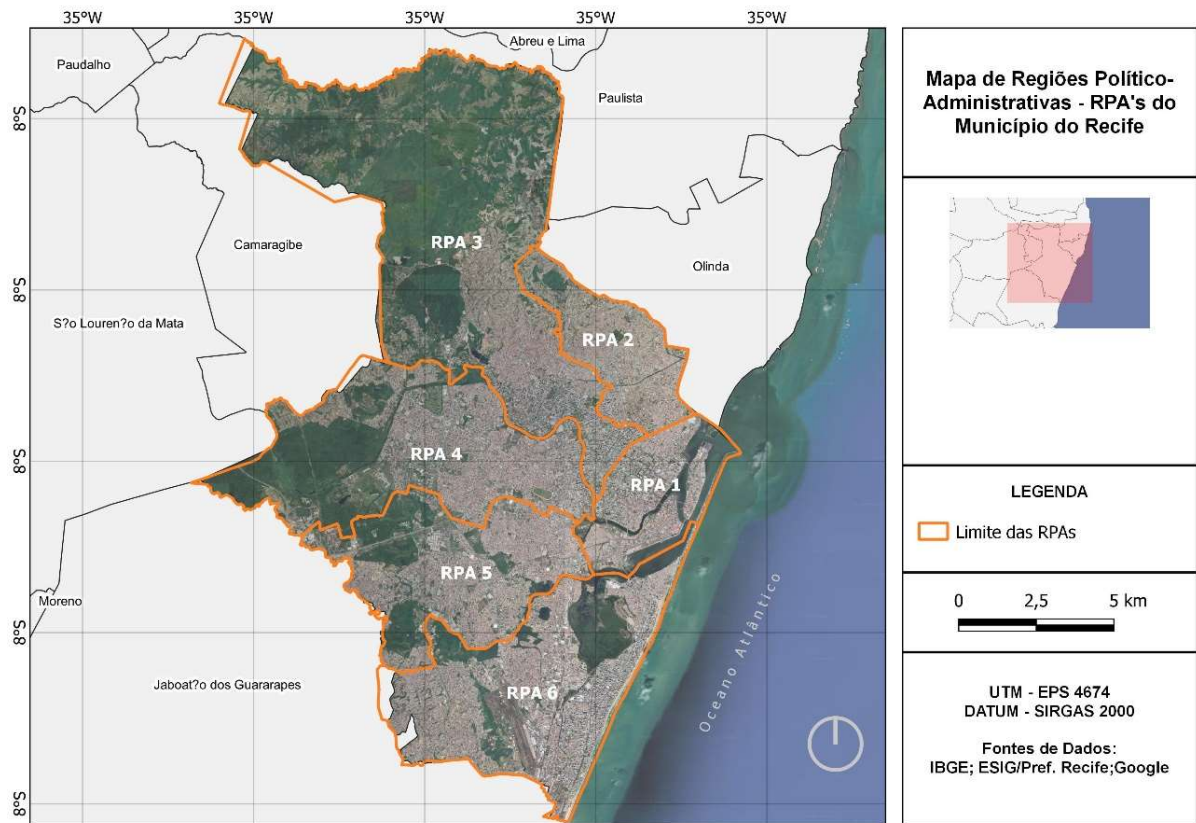 35°W
35°W
35°W
35°W
35°W
8°S
8°S
8°S
8°S
8°S
Paudalho
Abreu e Lima
Paulista
Camaragibe
RPA 3
Olinda
S?o Louren?o da Mata
RPA 2
RPA 4
RPA 1
RPA 5
Moreno
Jaboat?o dos Guararapes
RPA 6
Oceano Atlântico
Mapa de Regiões Político-
Administrativas - RPA's do
Município do Recife
LEGENDA
Limite das RPAs
0 2,5 5 km
UTM - EPS 4674
DATUM - SIRGAS 2000
Fontes de Dados:
IBGE; ESIG/Pref. Recife;Google